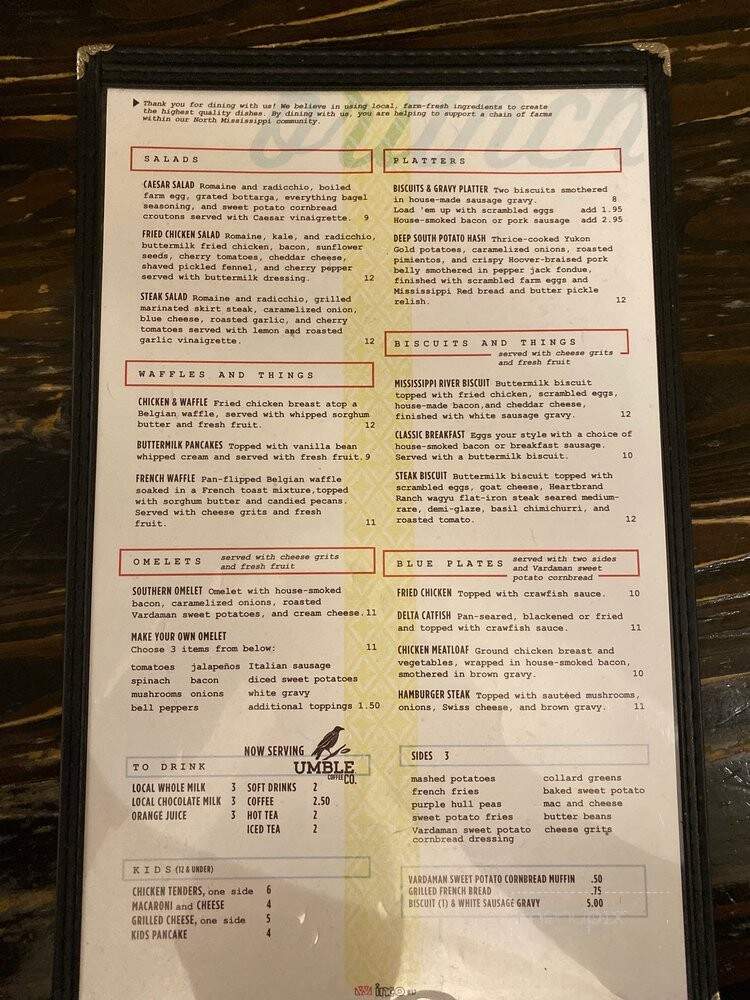 Thank you for dining with us! We believe in using local, farm-fresh ingredients to create
the highest quality dishes. By dining with us, you are helping to support a chain of farms
within our North Mississippi community.
SALADS
CAESAR SALAD Romaine and radicchio, boiled
farm egg, grated bottarga, everything bagel
seasoning, and sweet potato cornbread
croutons served with Caesar vinaigrette. 9
FRIED CHICKEN SALAD Romaine, kale, and radicchio,
buttermilk fried chicken, bacon, sunflower
seeds, cherry tomatoes, cheddar cheese,
shaved pickled fennel, and cherry pepper
served with buttermilk dressing. 12
STEAK SALAD Romaine and radicchio, grilled
marinated skirt steak, caramelized onion,
blue cheese, roasted garlic, and cherry
tomatoes served with lemon and roasted
garlic vinaigrette. 12
WAFFLES AND THINGS
CHICKEN & WAFFLE Fried chicken breast atop a
Belgian waffle, served with whipped sorghum
butter and fresh fruit. 12
BUTTERMILK PANCAKES Topped with vanilla bean
whipped cream and served with fresh fruit. 9
FRENCH WAFFLE Pan-flipped Belgian waffle
soaked in a French toast mixture,topped
with sorghum butter and candied pecans.
Served with cheese grits and fresh
fruit. 11
OMELETS served with cheese grits
and fresh fruit
SOUTHERN OMELET Omelet with house-smoked
bacon, caramelized onions, roasted
Vardaman sweet potatoes, and cream cheese. 11
MAKE YOUR OWN OMELET
Choose 3 items from below: 11
tomatoes jalapeños Italian sausage
spinach bacon diced sweet potatoes
mushrooms onions white gravy
bell peppers additional toppings 1.50
NOW SERVING
UMBLE
COFFEE CO.
TO DRINK
LOCAL WHOLE MILK 3 SOFT DRINKS 2
LOCAL CHOCOLATE MILK 3 COFFEE 2.50
ORANGE JUICE 3 HOT TEA 2
ICED TEA 2
KIDS (12 & UNDER)
CHICKEN TENDERS, one side 6
MACARONI and CHEESE 4
GRILLED CHEESE, one side 5
KIDS PANCAKE 4
PLATTERS
BISCUITS & GRAVY PLATTER Two biscuits smothered
in house-made sausage gravy. 8
Load 'em up with scrambled eggs add 1.95
House-smoked bacon or pork sausage add 2.95
DEEP SOUTH POTATO HASH Thrice-cooked Yukon
Gold potatoes, caramelized onions, roasted
pimientos, and crispy Hoover-braised pork
belly smothered in pepper jack fondue,
finished with scrambled farm eggs and
Mississippi Red bread and butter pickle
relish. 12
BISCUITS AND THINGS
served with cheese grits
and fresh fruit
MISSISSIPPI RIVER BISCUIT Buttermilk biscuit
topped with fried chicken, scrambled eggs,
house-made bacon,and cheddar cheese,
finished with white sausage gravy. 12
CLASSIC BREAKFAST Eggs your style with a choice of
house-smoked bacon or breakfast sausage.
Served with a buttermilk biscuit. 10
STEAK BISCUIT Buttermilk biscuit topped with
scrambled eggs, goat cheese, Heartbrand
Ranch wagyu flat-iron steak seared medium-
rare, demi-glaze, basil chimichurri, and
roasted tomato. 12
BLUE PLATES served with two sides
and Vardaman sweet
potato cornbread
FRIED CHICKEN Topped with crawfish sauce. 10
DELTA CATFISH Pan-seared, blackened or fried
and topped with crawfish sauce. 11
CHICKEN MEATLOAF Ground chicken breast and
vegetables, wrapped in house-smoked bacon,
smothered in brown gravy. 10
HAMBURGER STEAK Topped with sautéed mushrooms,
onions, Swiss cheese, and brown gravy. 11
SIDES 3
mashed potatoes collard greens
french fries baked sweet potato
purple hull peas mac and cheese
sweet potato fries butter beans
Vardaman sweet potato cheese grits
cornbread dressing
VARDAMAN SWEET POTATO CORNBREAD MUFFIN .50
GRILLED FRENCH BREAD .75
BISCUIT (1) & WHITE SAUSAGE GRAVY 5.00